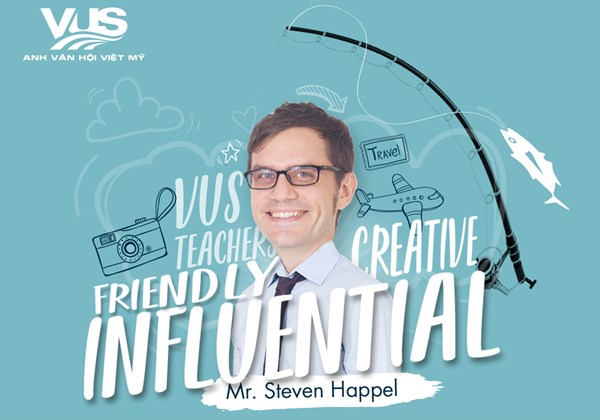 VUS
ANH VĂN HỘI VIỆT MỸ
Travel
VUS
TEACHERS
CREATIVE
FRIENDLY
INFLUENTIAL
Mr. Steven Happel